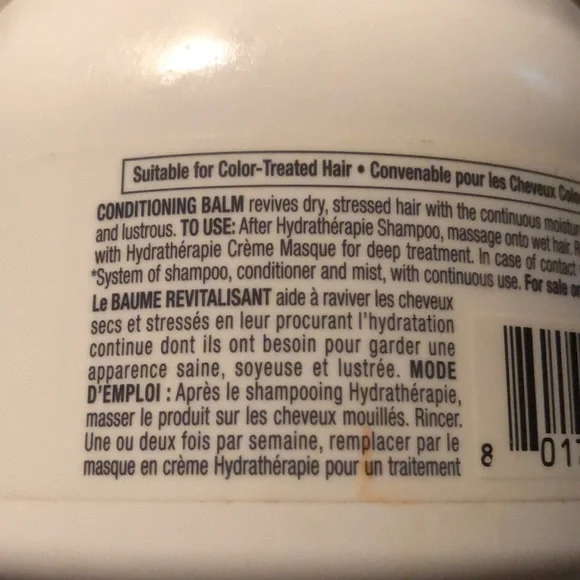 Suitable for Color-Treated Hair • Convenable pour les Cheveux
CONDITIONING BALM revives dry, stressed hair with the continuous
and lustrous. TO USE: After Hydrathérapie Shampoo, massage onto wet hair.
with Hydrathérapie Crème Masque for deep treatment. In case of contact
*System of shampoo, conditioner and mist, with continuous use. For sale
Le BAUME REVITALISANT aide à raviver les cheveux
secs et stressés en leur procurant l'hydratation
continue dont ils ont besoin pour garder une
apparence saine, soyeuse et lustrée. MODE
D'EMPLOI : Après le shampooing Hydrathérapie,
masser le produit sur les cheveux mouillés. Rincer.
Une ou deux fois par semaine, remplacer par le
masque en crème Hydrathérapie pour un traitement
8 017